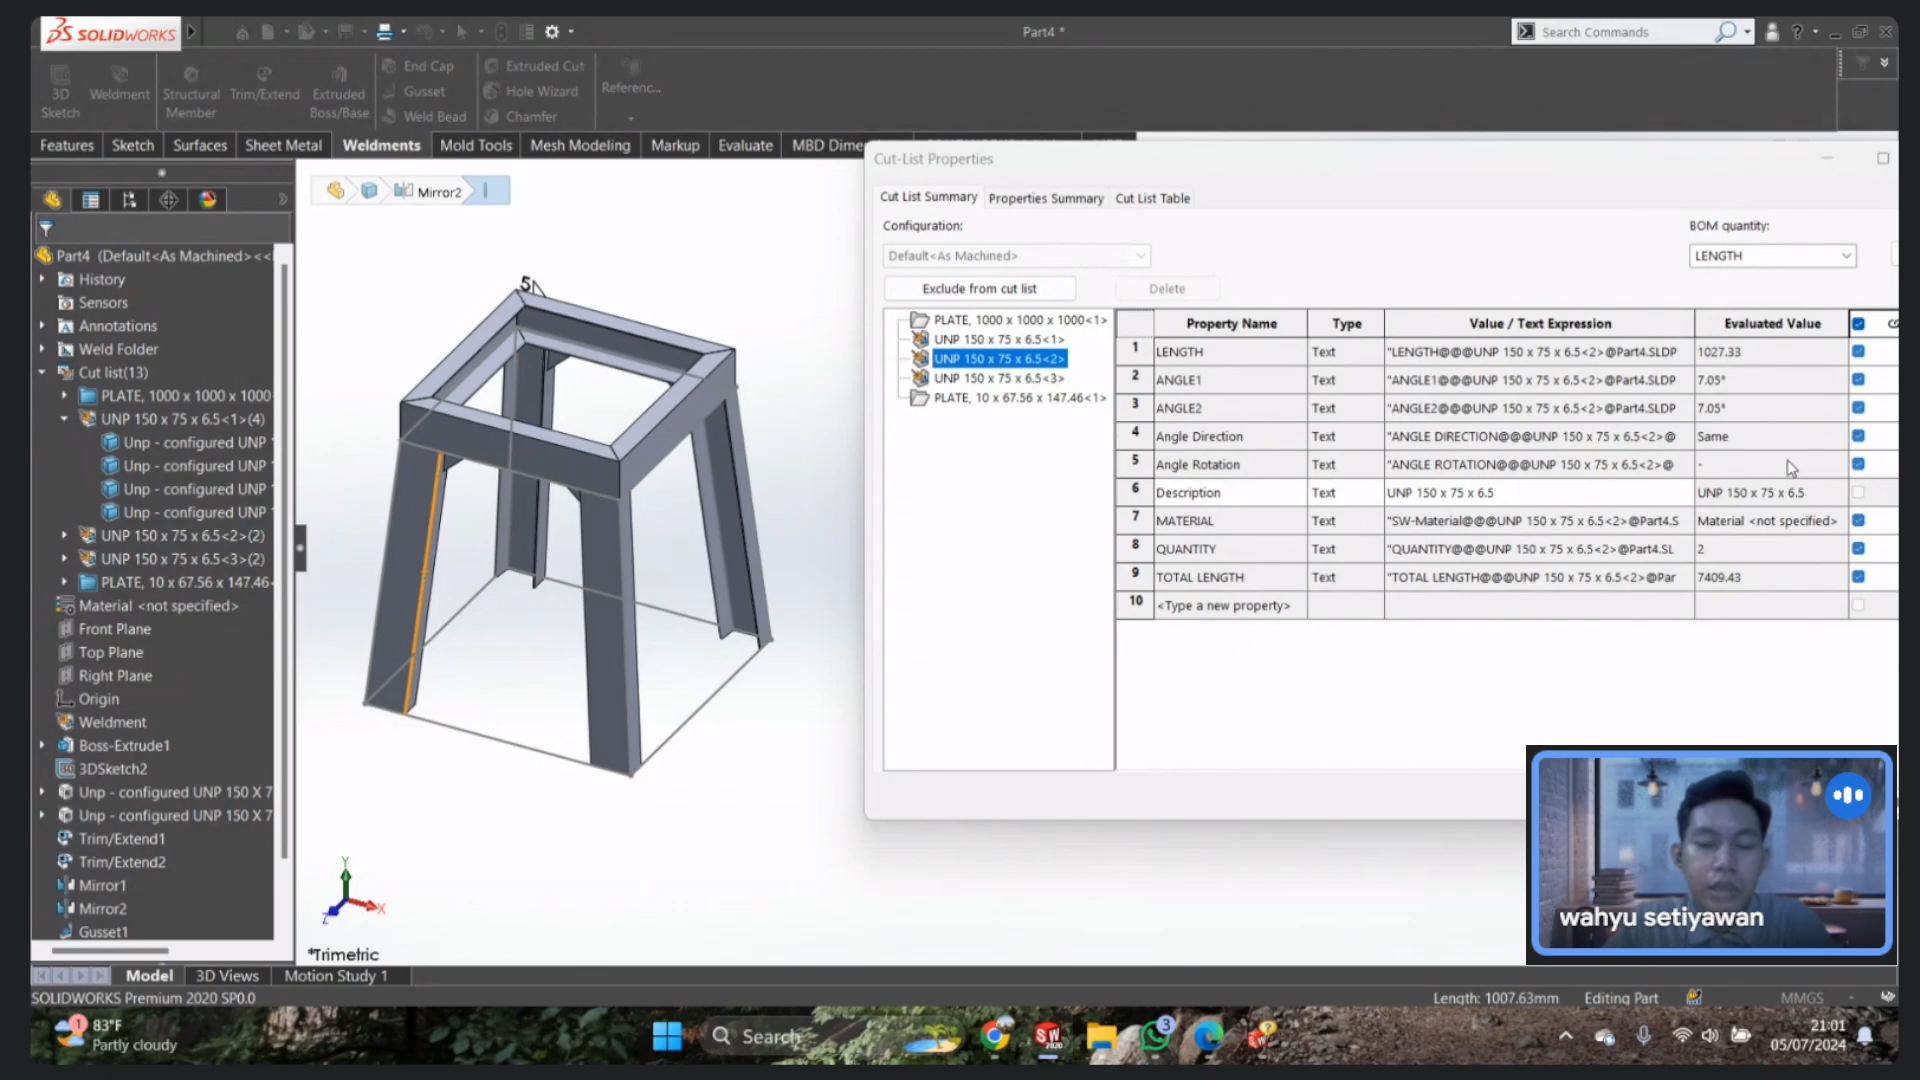 SOLIDWORKS
Part4 *
Search Commands
3D Sketch
Weldment
Structural Member
Trim/Extend
Extruded Boss/Base
End Cap
Gusset
Weld Bead
Extruded Cut
Hole Wizard
Chamfer
Referenc...
Features Sketch Surfaces Sheet Metal Weldments Mold Tools Mesh Modeling Markup Evaluate MBD Dime
Mirror2
Part4 (Default<As Machined><<
History
Sensors
Annotations
Weld Folder
Cut list(13)
PLATE, 1000 x 1000 x 1000
UNP 150 x 75 x 6.5<1>(4)
Unp - configured UNP
Unp - configured UNP
Unp - configured UNP
Unp - configured UNP
UNP 150 x 75 x 6.5<2>(2)
UNP 150 x 75 x 6.5<3>(2)
PLATE, 10 x 67.56 x 147.46
Material <not specified>
Front Plane
Top Plane
Right Plane
Origin
Weldment
Boss-Extrude1
3DSketch2
Unp - configured UNP 150 X 7
Unp - configured UNP 150 X 7
Trim/Extend1
Trim/Extend2
Mirror1
Mirror2
Gusset1
5
Y
X
Z
*Trimetric
Cut-List Properties
Cut List Summary Properties Summary Cut List Table
Configuration:
BOM quantity:
Default<As Machined>
LENGTH
Exclude from cut list
Delete
PLATE, 1000 x 1000 x 1000<1>
UNP 150 x 75 x 6.5<1>
UNP 150 x 75 x 6.5<2>
UNP 150 x 75 x 6.5<3>
PLATE, 10 x 67.56 x 147.46<1>
Property Name Type Value / Text Expression Evaluated Value
1 LENGTH Text "LENGTH@@@UNP 150 x 75 x 6.5<2>@Part4.SLDP 1027.33
2 ANGLE1 Text "ANGLE1@@@UNP 150 x 75 x 6.5<2>@Part4.SLDP 7.05°
3 ANGLE2 Text "ANGLE2@@@UNP 150 x 75 x 6.5<2>@Part4.SLDP 7.05°
4 Angle Direction Text "ANGLE DIRECTION@@@UNP 150 x 75 x 6.5<2>@ Same
5 Angle Rotation Text "ANGLE ROTATION@@@UNP 150 x 75 x 6.5<2>@ -
6 Description Text UNP 150 x 75 x 6.5 UNP 150 x 75 x 6.5
7 MATERIAL Text "SW-Material@@@UNP 150 x 75 x 6.5<2>@Part4.S Material <not specified>
8 QUANTITY Text "QUANTITY@@@UNP 150 x 75 x 6.5<2>@Part4.SL 2
9 TOTAL LENGTH Text "TOTAL LENGTH@@@UNP 150 x 75 x 6.5<2>@Par 7409.43
10 <Type a new property>
wahyu setiyawan
Model 3D Views Motion Study 1
SOLIDWORKS Premium 2020 SP0.0
Length: 1007.63mm
Editing Part
MMGS
1
83°F
Partly cloudy
Search
SW
2020
3
21:01
05/07/2024